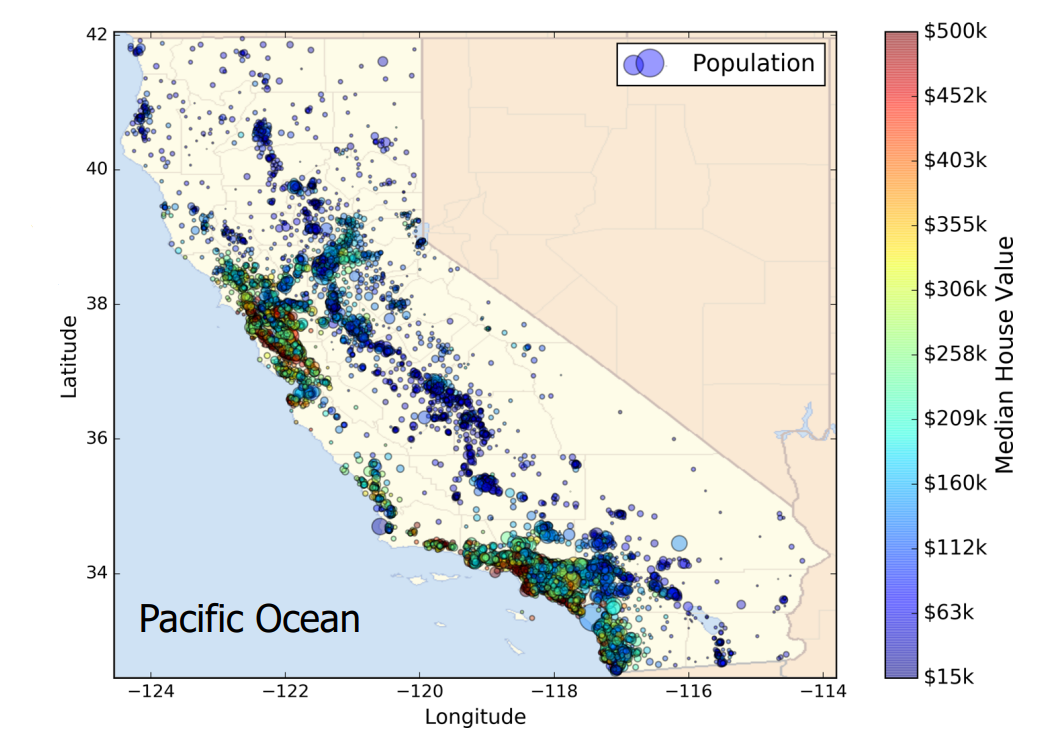 42
40
38
36
34
Latitude
−124
−122
−120
−118
−116
−114
Longitude
Population
Pacific Ocean
$500k
$452k
$403k
$355k
$306k
$258k
$209k
$160k
$112k
$63k
$15k
Median House Value